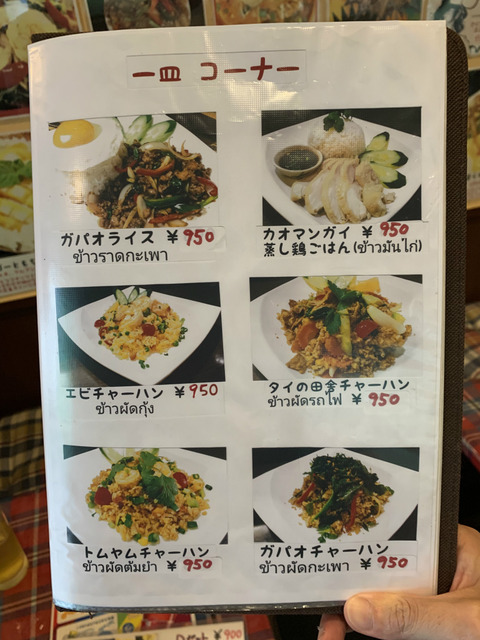 一皿 コーナー
ガパオライス ￥950
ข้าวราดกะเพา
カオマンガイ ￥950
蒸し鶏ごはん(ข้าวมันไก่)
エビチャーハン ￥950
ข้าวผัดกุ้ง
タイの田舎チャーハン
ข้าวผัดรถไฟ ￥950
トムヤムチャーハン
ข้าวผัดต้มยำ ￥950
ガパオチャーハン
ข้าวผัดกะเพา ￥950
￥900